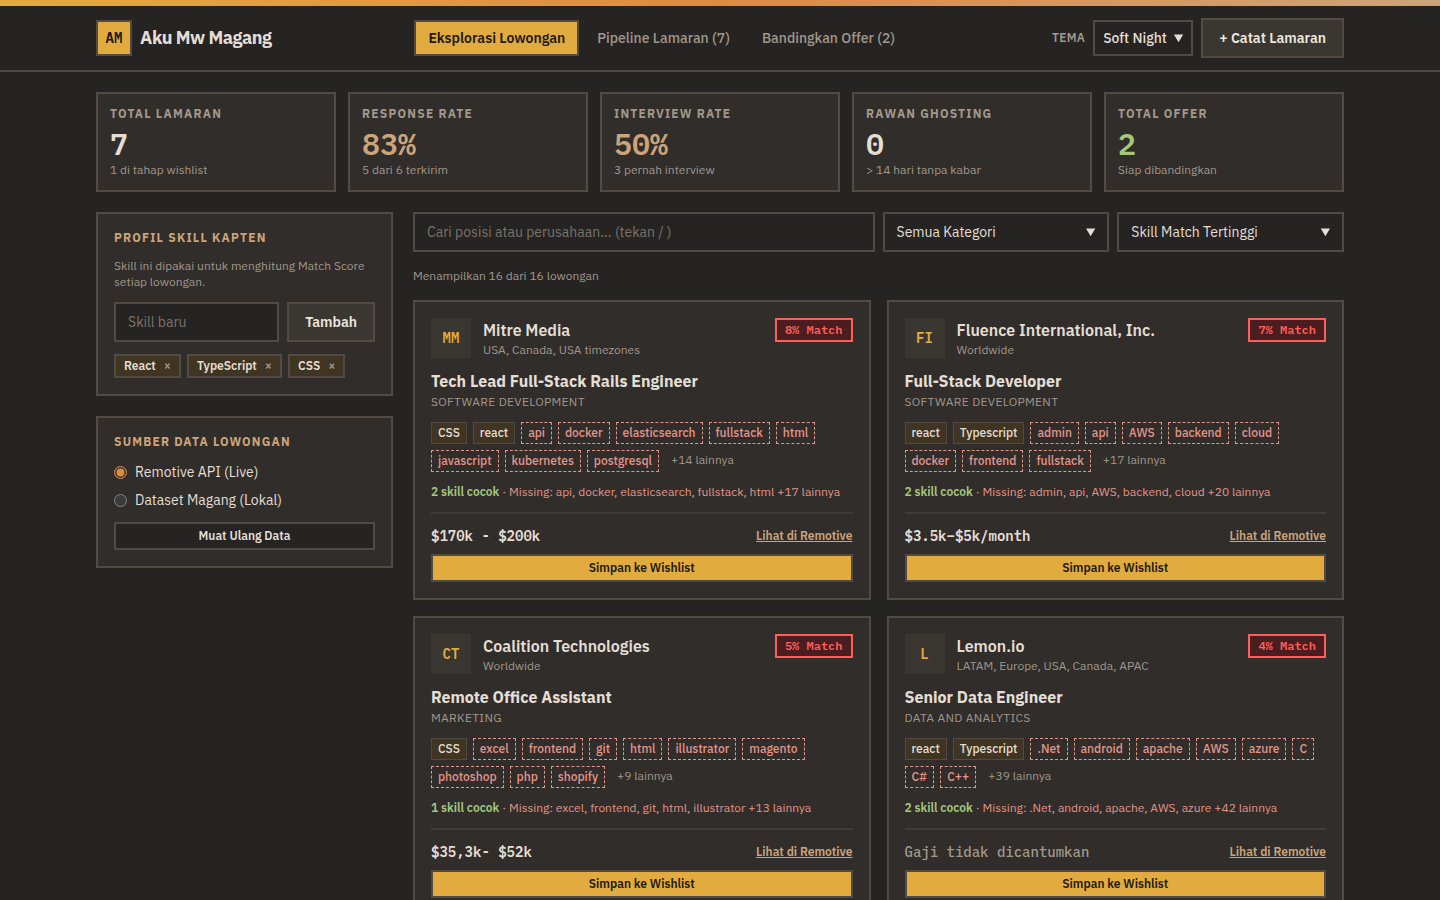 AM Aku Mw Magang Eksplorasi Lowongan Pipeline Lamaran (7) Bandingkan Offer (2) TEMA Soft Night ▼ + Catat Lamaran
TOTAL LAMARAN
7
1 di tahap wishlist
RESPONSE RATE
83%
5 dari 6 terkirim
INTERVIEW RATE
50%
3 pernah interview
RAWAN GHOSTING
0
> 14 hari tanpa kabar
TOTAL OFFER
2
Siap dibandingkan
PROFIL SKILL KAPTEN
Skill ini dipakai untuk menghitung Match Score
setiap lowongan.
Skill baru Tambah
React × TypeScript × CSS ×
SUMBER DATA LOWONGAN
Remotive API (Live)
Dataset Magang (Lokal)
Muat Ulang Data
Cari posisi atau perusahaan... (tekan / ) Semua Kategori ▼ Skill Match Tertinggi ▼
Menampilkan 16 dari 16 lowongan
MM Mitre Media 8% Match
USA, Canada, USA timezones
Tech Lead Full-Stack Rails Engineer
SOFTWARE DEVELOPMENT
CSS react api docker elasticsearch fullstack html
javascript kubernetes postgresql +14 lainnya
2 skill cocok · Missing: api, docker, elasticsearch, fullstack, html +17 lainnya
$170k - $200k Lihat di Remotive
Simpan ke Wishlist
FI Fluence International, Inc. 7% Match
Worldwide
Full-Stack Developer
SOFTWARE DEVELOPMENT
react Typescript admin api AWS backend cloud
docker frontend fullstack +17 lainnya
2 skill cocok · Missing: admin, api, AWS, backend, cloud +20 lainnya
$3.5k–$5k/month Lihat di Remotive
Simpan ke Wishlist
CT Coalition Technologies 5% Match
Worldwide
Remote Office Assistant
MARKETING
CSS excel frontend git html illustrator magento
photoshop php shopify +9 lainnya
1 skill cocok · Missing: excel, frontend, git, html, illustrator +13 lainnya
$35,3k- $52k Lihat di Remotive
Simpan ke Wishlist
L Lemon.io 4% Match
LATAM, Europe, USA, Canada, APAC
Senior Data Engineer
DATA AND ANALYTICS
react Typescript .Net android apache AWS azure C
C# C++ +39 lainnya
2 skill cocok · Missing: .Net, android, apache, AWS, azure +42 lainnya
Gaji tidak dicantumkan Lihat di Remotive
Simpan ke Wishlist